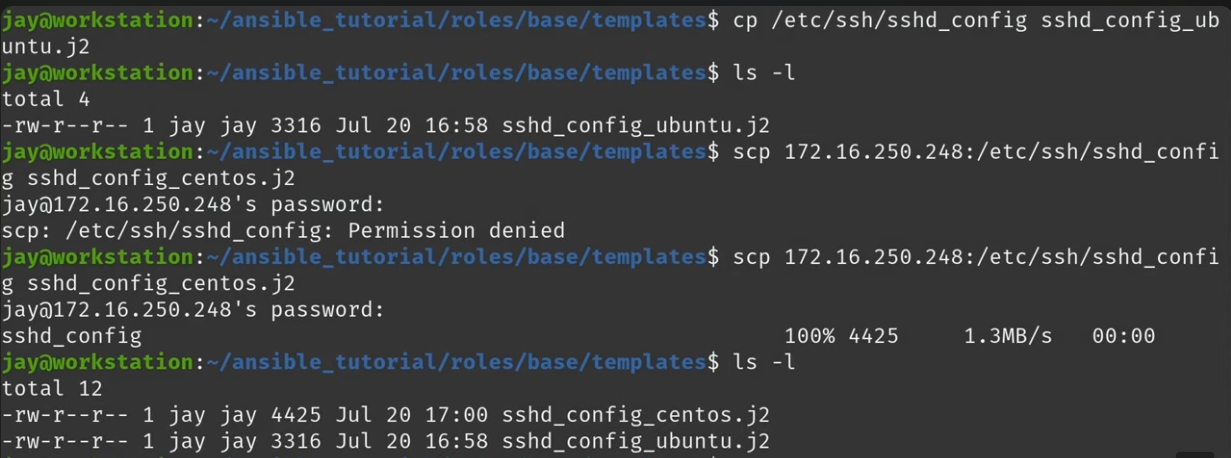 jay@workstation:~/ansible_tutorial/roles/base/templates$ cp /etc/ssh/sshd_config sshd_config_ub
untu.j2
jay@workstation:~/ansible_tutorial/roles/base/templates$ ls -l
total 4
-rw-r--r-- 1 jay jay 3316 Jul 20 16:58 sshd_config_ubuntu.j2
jay@workstation:~/ansible_tutorial/roles/base/templates$ scp 172.16.250.248:/etc/ssh/sshd_confi
g sshd_config_centos.j2
jay@172.16.250.248's password:
scp: /etc/ssh/sshd_config: Permission denied
jay@workstation:~/ansible_tutorial/roles/base/templates$ scp 172.16.250.248:/etc/ssh/sshd_confi
g sshd_config_centos.j2
jay@172.16.250.248's password:
sshd_config 100% 4425 1.3MB/s 00:00
jay@workstation:~/ansible_tutorial/roles/base/templates$ ls -l
total 12
-rw-r--r-- 1 jay jay 4425 Jul 20 17:00 sshd_config_centos.j2
-rw-r--r-- 1 jay jay 3316 Jul 20 16:58 sshd_config_ubuntu.j2